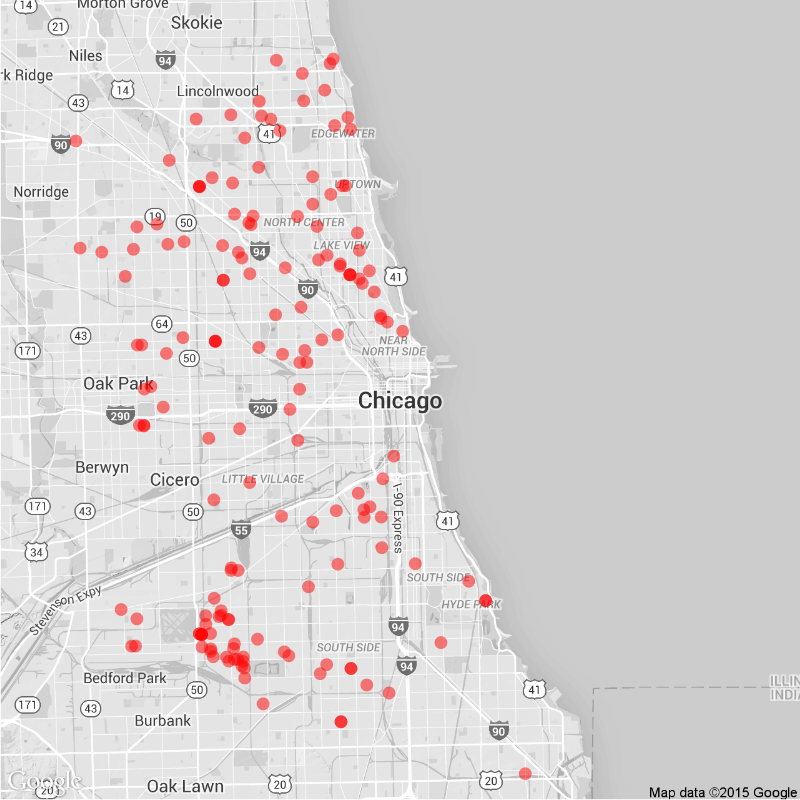 14
Morton Grove
21
Skokie
Niles
94
rk Ridge
14
Lincolnwood
43
41
EDGEWATER
90
Norridge
UPTOWN
19
50
NORTH CENTER
LAKE VIEW
94
41
90
64
43
NEAR
NORTH SIDE
171
50
Oak Park
290
290
Chicago
Berwyn
Cicero
LITTLE VILLAGE
171
43
50
I-90 Express
41
55
34
SOUTH SIDE
Stevenson Expy
HYDE PARK
94
SOUTH SIDE
94
Bedford Park
ILLIN
INDIA
50
41
171
43
Burbank
90
Google
20
Oak Lawn
20
20
Map data ©2015 Google